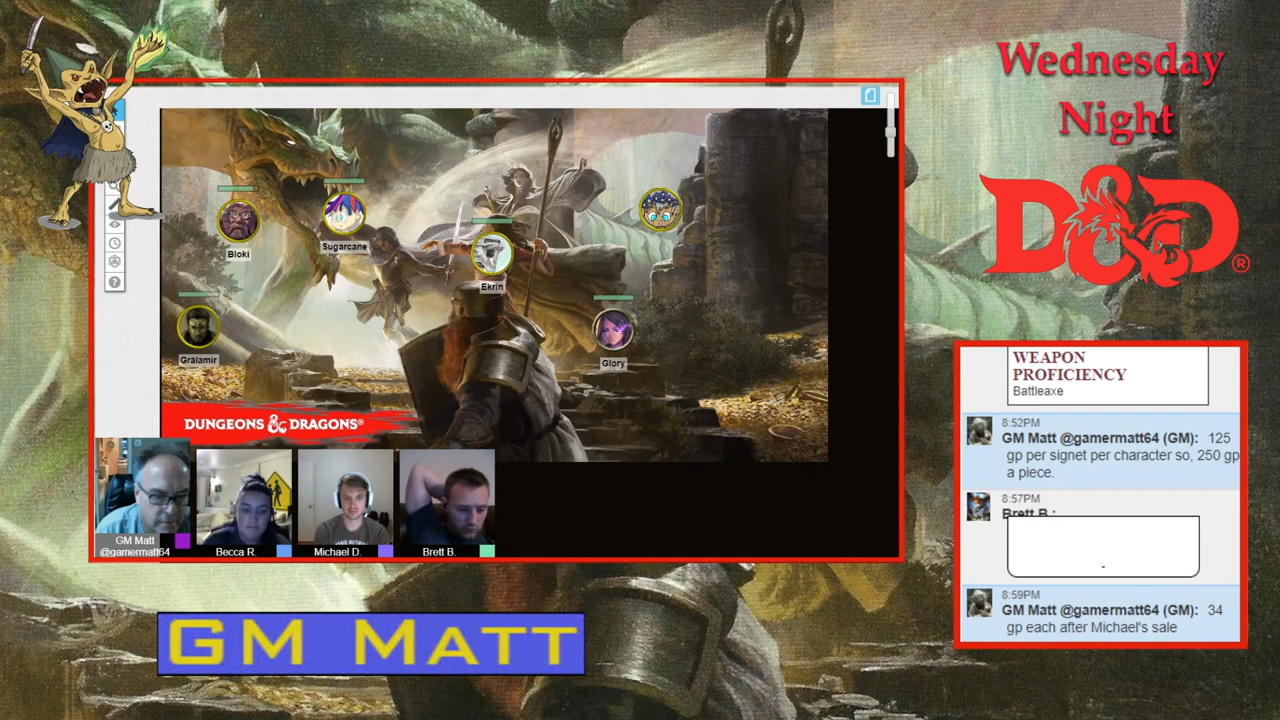 Wednesday
Night
D&D®
Bloki
Sugarcane
Ekrin
Gralamir
Glory
DUNGEONS & DRAGONS®
GM Matt
@gamermatt64
Becca R.
Michael D.
Brett B.
WEAPON
PROFICIENCY
Battleaxe
8:52PM
GM Matt @gamermatt64 (GM): 125
gp per signet per character so, 250 gp
a piece.
8:57PM
Brett B.:
-
8:59PM
GM Matt @gamermatt64 (GM): 34
gp each after Michael's sale
GM MATT